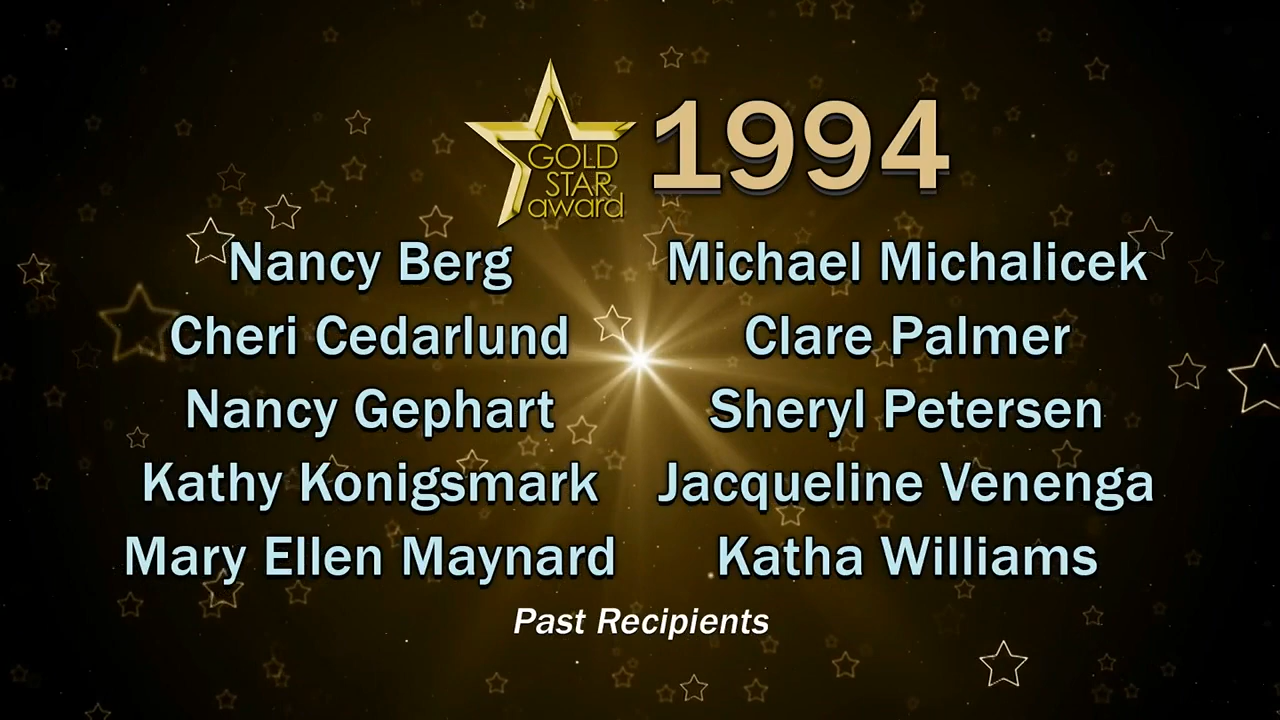 GOLD
STAR
award
1994
Nancy Berg
Cheri Cedarlund
Nancy Gephart
Kathy Konigsmark
Mary Ellen Maynard
Michael Michalicek
Clare Palmer
Sheryl Petersen
Jacqueline Venenga
Katha Williams
Past Recipients